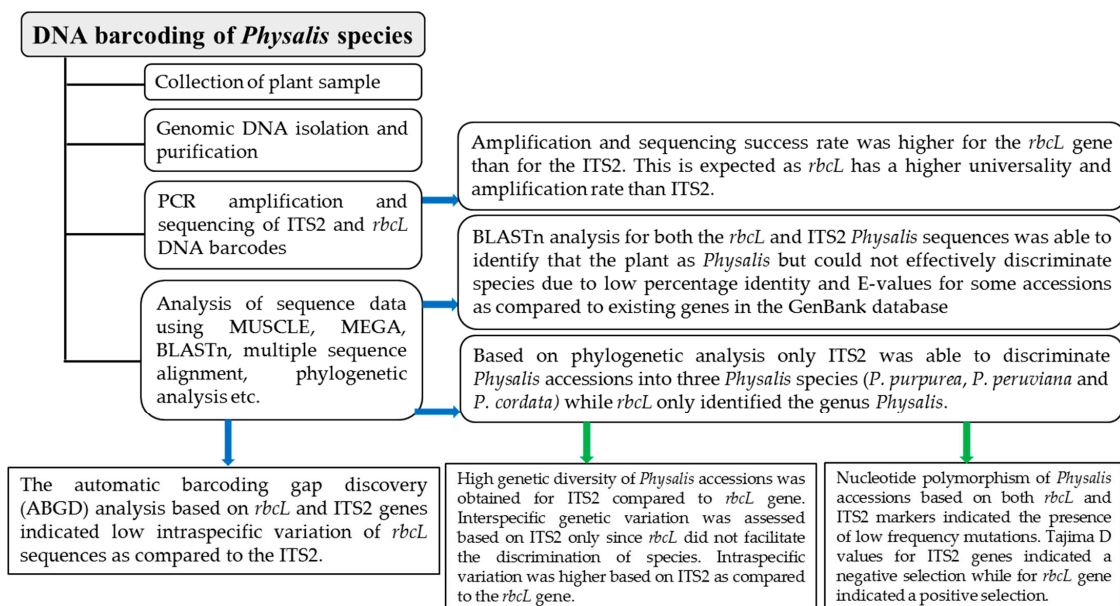 DNA barcoding of Physalis species
Collection of plant sample
Genomic DNA isolation and
purification
PCR amplification and
sequencing of ITS2 and rbcL
DNA barcodes
Analysis of sequence data
using MUSCLE, MEGA,
BLASTn, multiple sequence
alignment, phylogenetic
analysis etc.
Amplification and sequencing success rate was higher for the rbcL gene
than for the ITS2. This is expected as rbcL has a higher universality and
amplification rate than ITS2.
BLASTn analysis for both the rbcL and ITS2 Physalis sequences was able to
identify that the plant as Physalis but could not effectively discriminate
species due to low percentage identity and E-values for some accessions
as compared to existing genes in the GenBank database
Based on phylogenetic analysis only ITS2 was able to discriminate
Physalis accessions into three Physalis species (P. purpurea, P. peruviana and
P. cordata) while rbcL only identified the genus Physalis.
The automatic barcoding gap discovery
(ABGD) analysis based on rbcL and ITS2 genes
indicated low intraspecific variation of rbcL
sequences as compared to the ITS2.
High genetic diversity of Physalis accessions was
obtained for ITS2 compared to rbcL gene.
Interspecific genetic variation was assessed
based on ITS2 only since rbcL did not facilitate
the discrimination of species. Intraspecific
variation was higher based on ITS2 as compared
to the rbcL gene.
Nucleotide polymorphism of Physalis
accessions based on both rbcL and
ITS2 markers indicated the presence
of low frequency mutations. Tajima D
values for ITS2 genes indicated a
negative selection while for rbcL gene
indicated a positive selection.